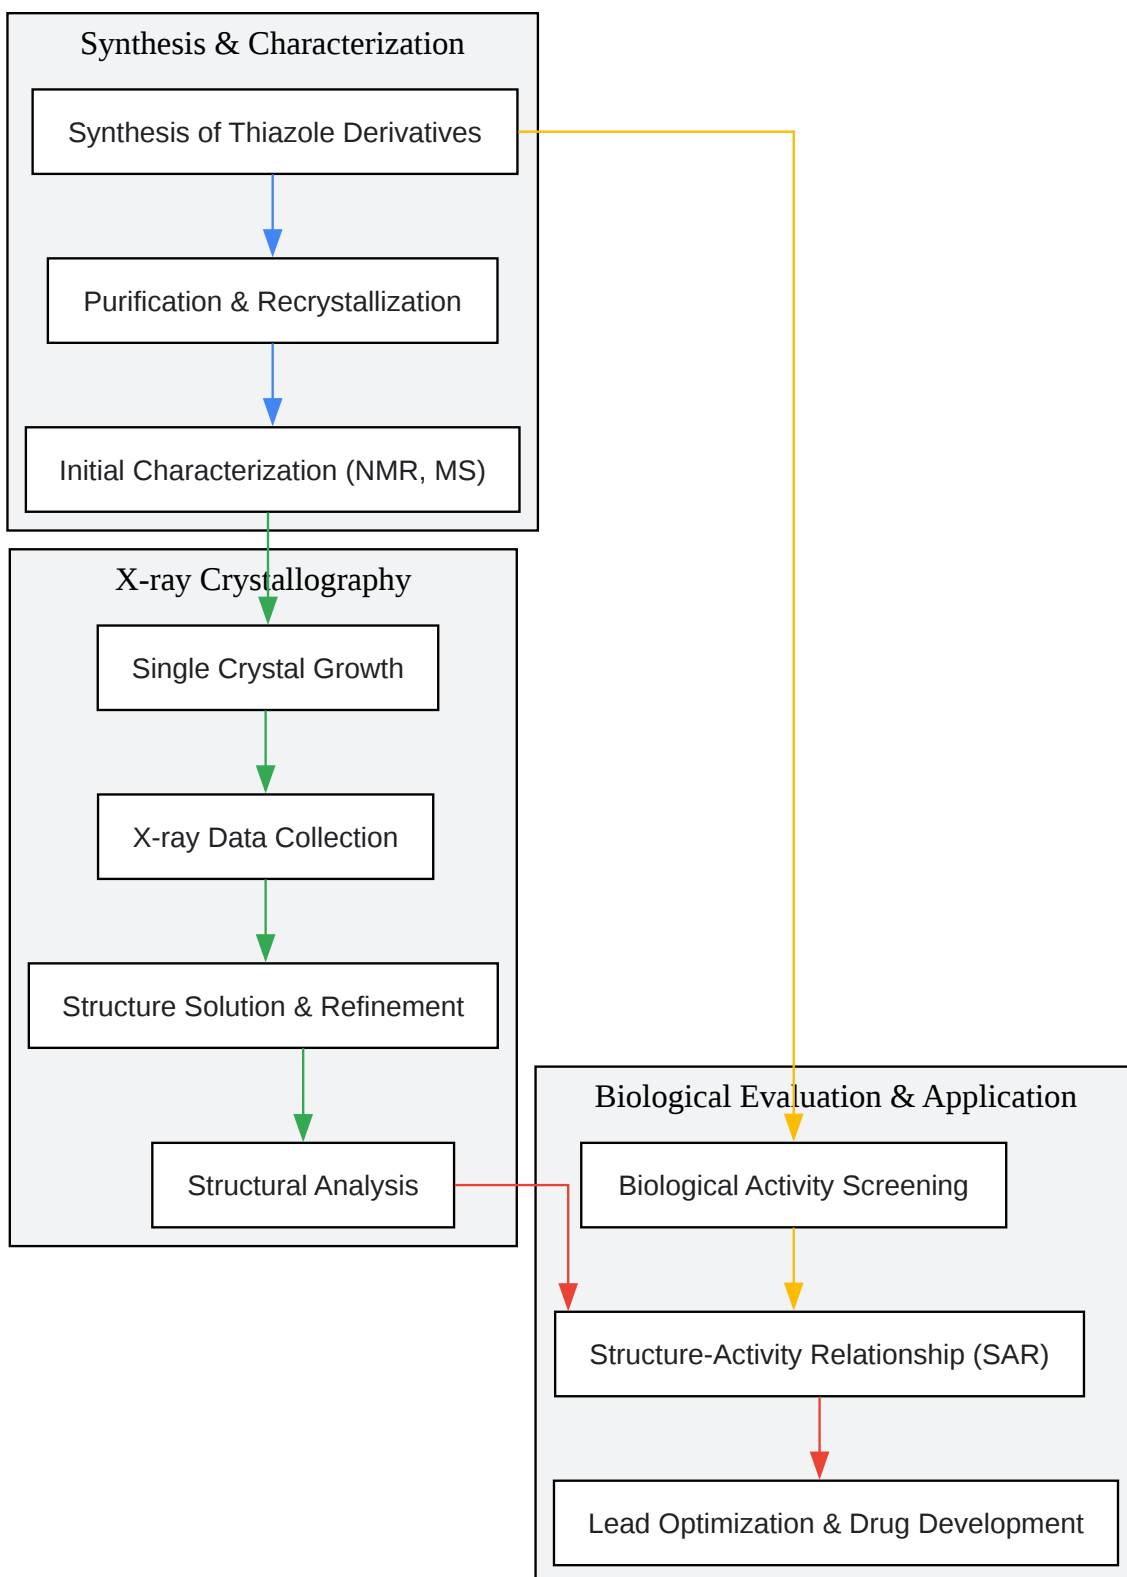 Synthesis & Characterization
Synthesis of Thiazole Derivatives
Purification & Recrystallization
Initial Characterization (NMR, MS)
X-ray Crystallography
Single Crystal Growth
X-ray Data Collection
Structure Solution & Refinement
Structural Analysis
Biological Evaluation & Application
Biological Activity Screening
Structure-Activity Relationship (SAR)
Lead Optimization & Drug Development